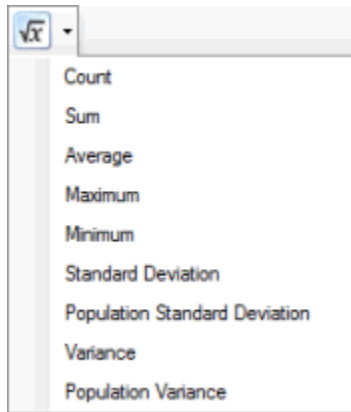 √x
Count
Sum
Average
Maximum
Minimum
Standard Deviation
Population Standard Deviation
Variance
Population Variance